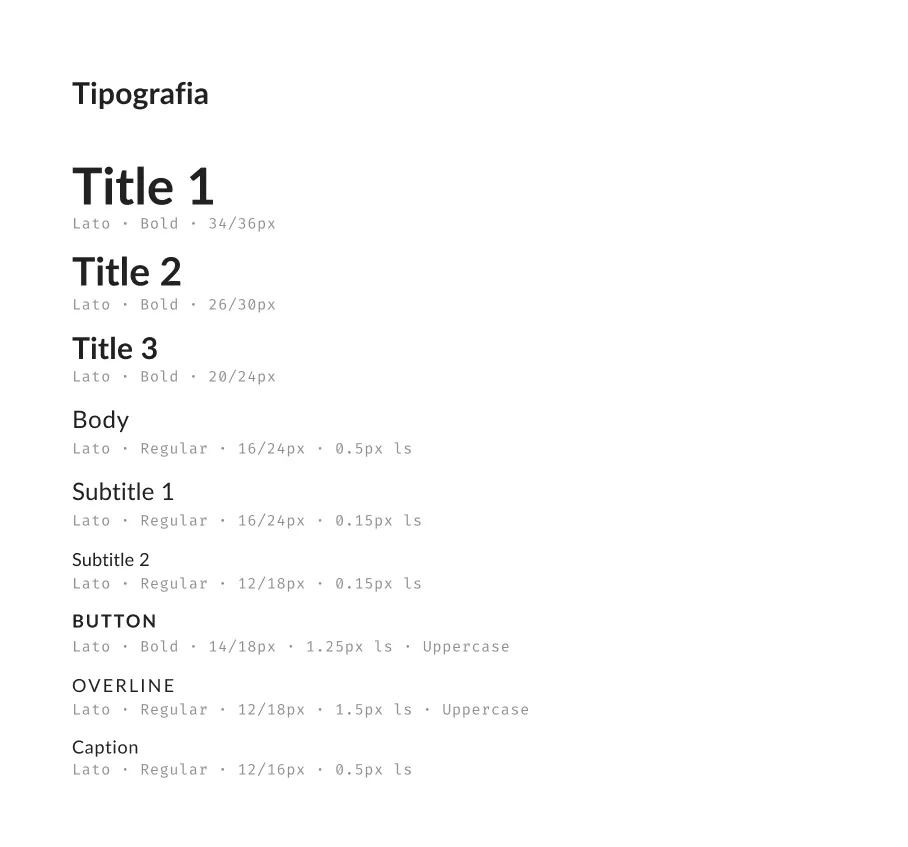 Tipografia
Title 1
Lato · Bold · 34/36px
Title 2
Lato · Bold · 26/30px
Title 3
Lato · Bold · 20/24px
Body
Lato · Regular · 16/24px · 0.5px ls
Subtitle 1
Lato · Regular · 16/24px · 0.15px ls
Subtitle 2
Lato · Regular · 12/18px · 0.15px ls
BUTTON
Lato · Bold · 14/18px · 1.25px ls · Uppercase
OVERLINE
Lato · Regular · 12/18px · 1.5px ls · Uppercase
Caption
Lato · Regular · 12/16px · 0.5px ls